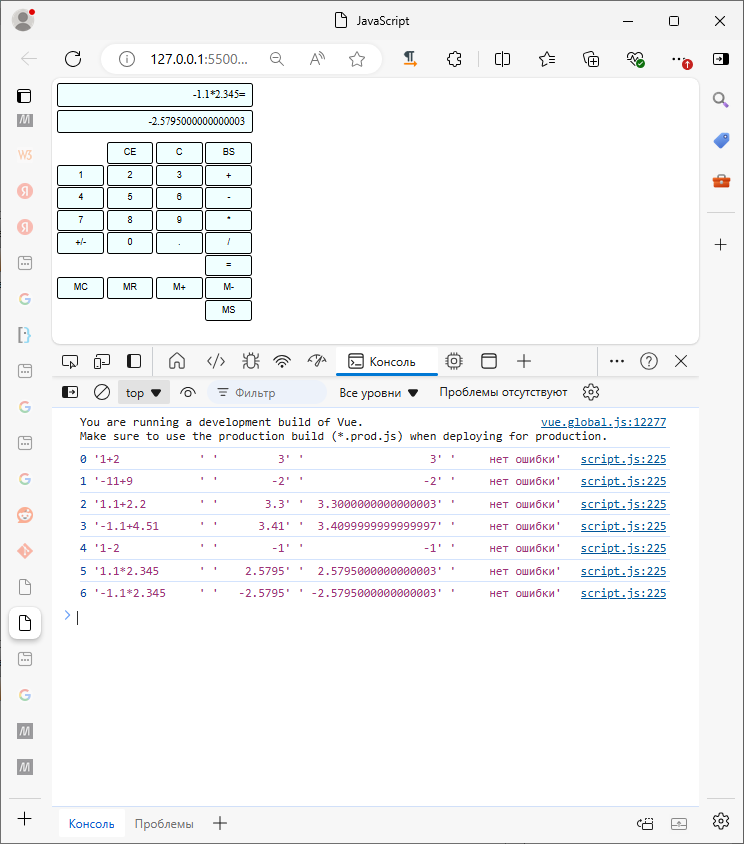 JavaScript
127.0.0.1:5500...
-1.1*2.345=
-2.5795000000000003
CE C BS
1 2 3 +
4 5 6 -
7 8 9 *
+/- 0 . /
=
MC MR M+ M-
MS
Консоль
top Фильтр Все уровни Проблемы отсутствуют
You are running a development build of Vue. vue.global.js:12277
Make sure to use the production build (*.prod.js) when deploying for production.
0 '1+2 ' ' 3' ' 3' ' нет ошибки' script.js:225
1 '-11+9 ' ' -2' ' -2' ' нет ошибки' script.js:225
2 '1.1+2.2 ' ' 3.3' ' 3.3000000000000003' ' нет ошибки' script.js:225
3 '-1.1+4.51 ' ' 3.41' ' 3.4099999999999997' ' нет ошибки' script.js:225
4 '1-2 ' ' -1' ' -1' ' нет ошибки' script.js:225
5 '1.1*2.345 ' ' 2.5795' ' 2.5795000000000003' ' нет ошибки' script.js:225
6 '-1.1*2.345 ' ' -2.5795' ' -2.5795000000000003' ' нет ошибки' script.js:225
Консоль Проблемы